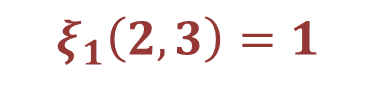 ξ₁(2,3) = 1